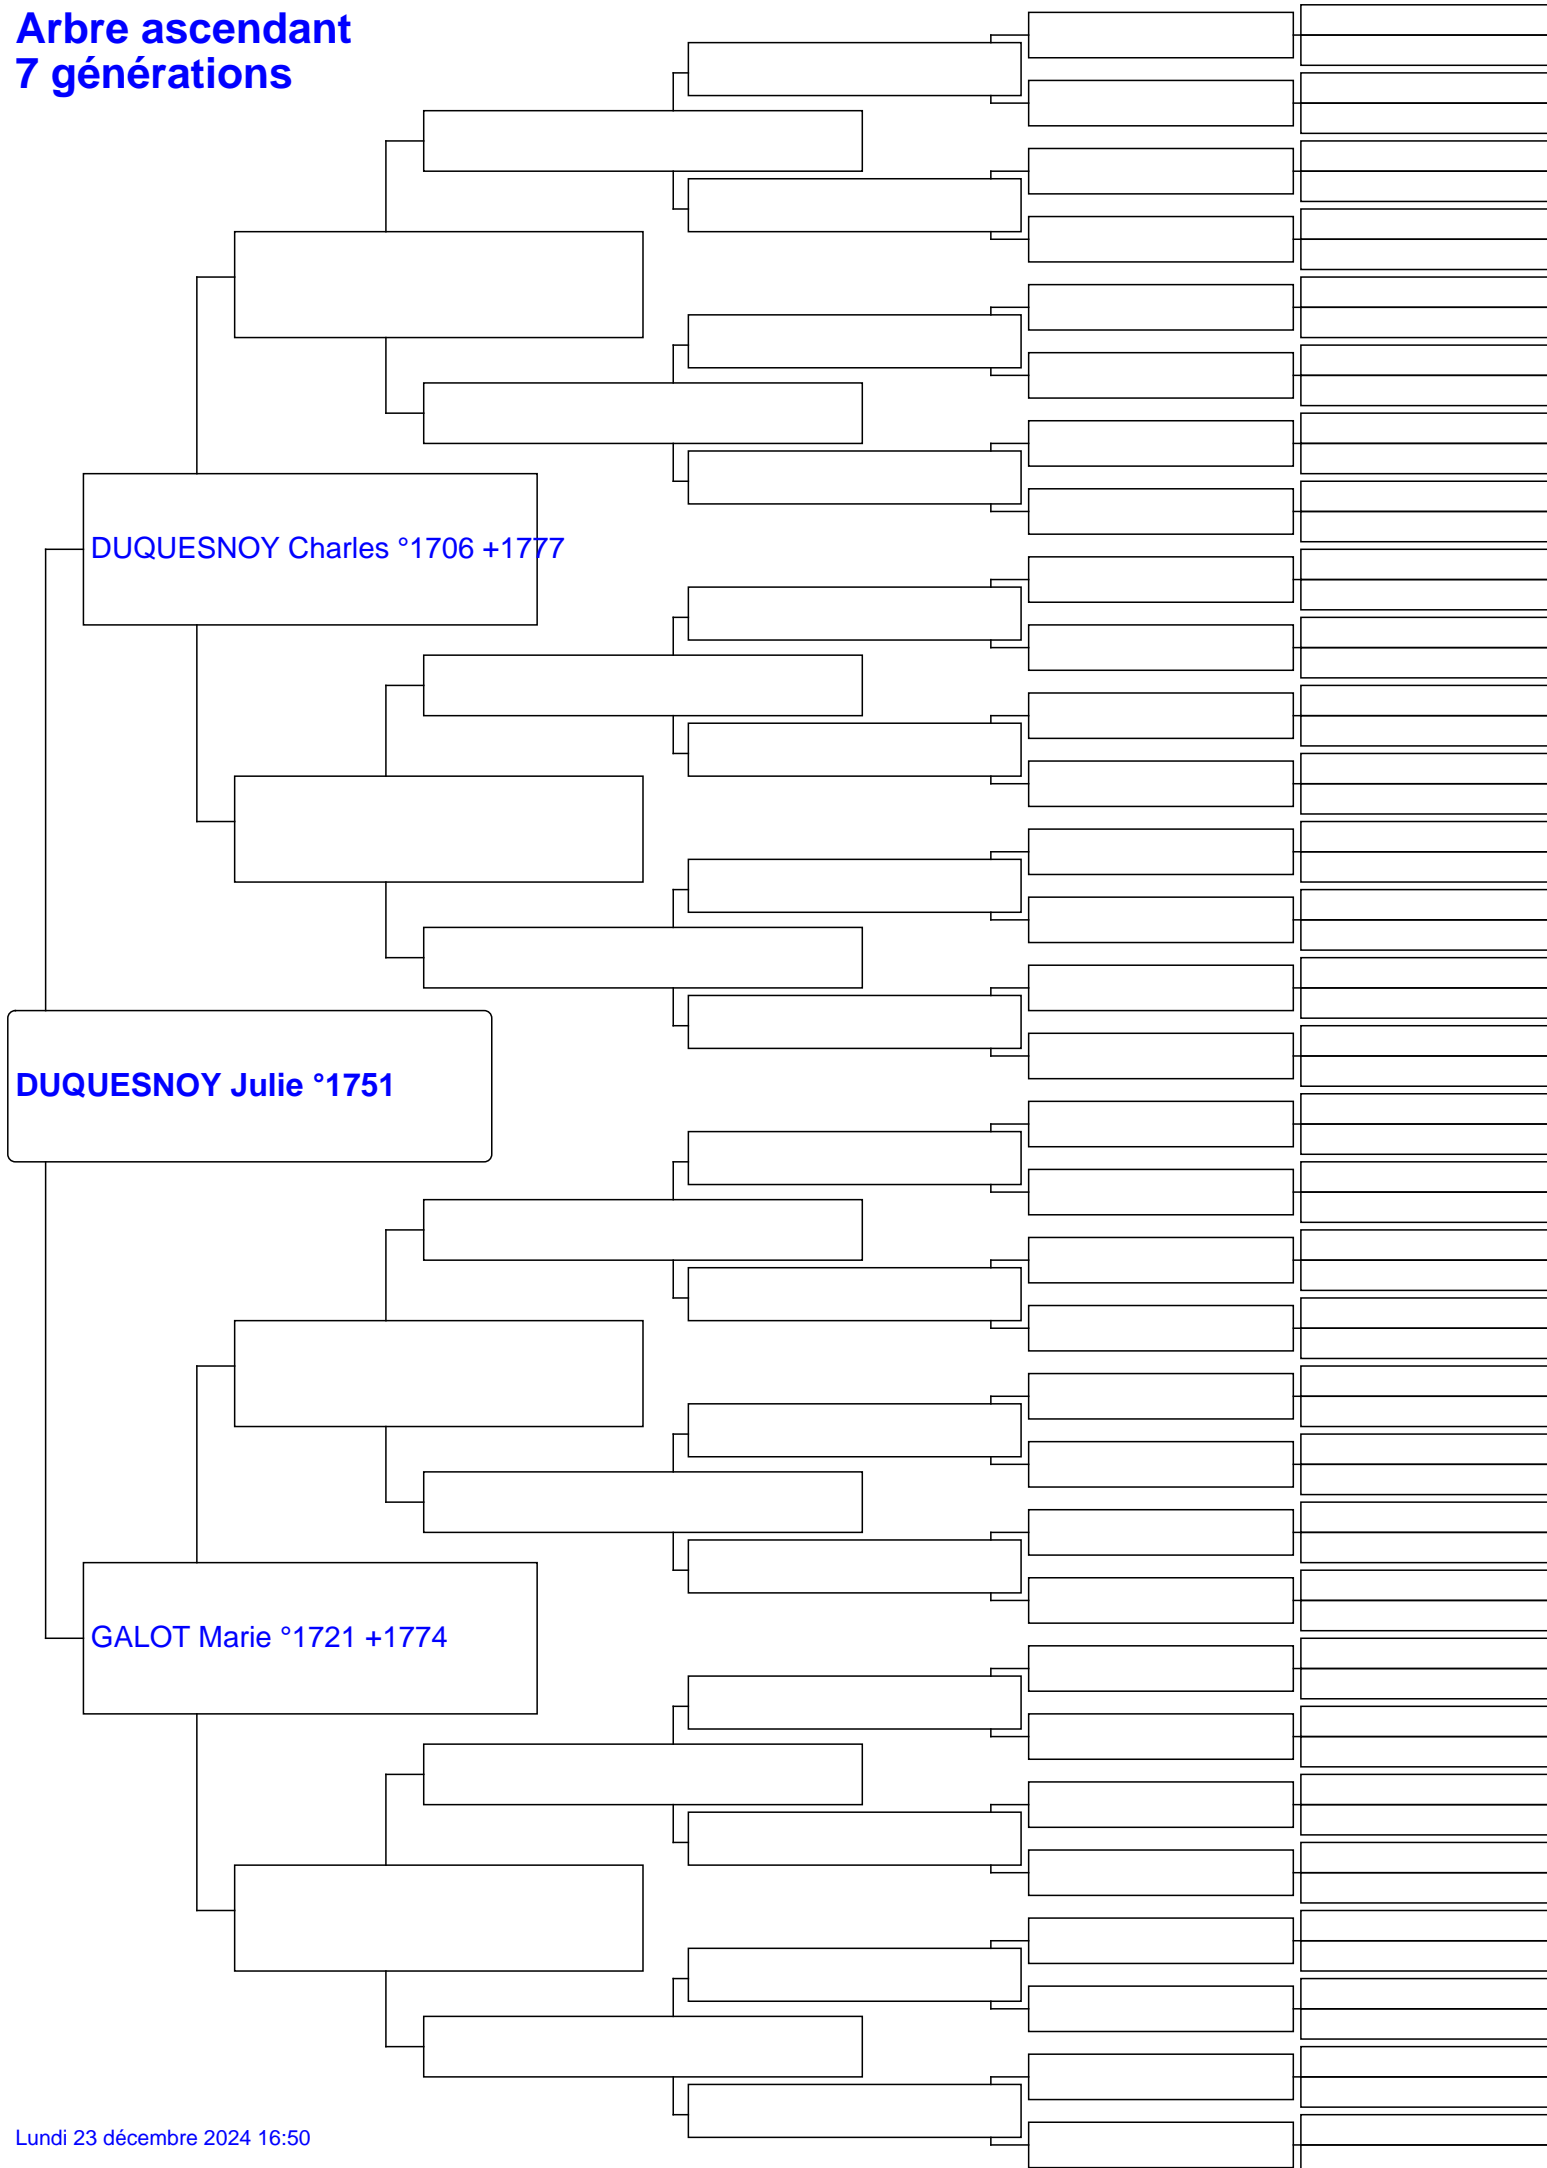 Arbre ascendant
7 générations
DUQUESNOY Charles °1706 +1777
DUQUESNOY Julie °1751
GALOT Marie °1721 +1774
Lundi 23 décembre 2024 16:50